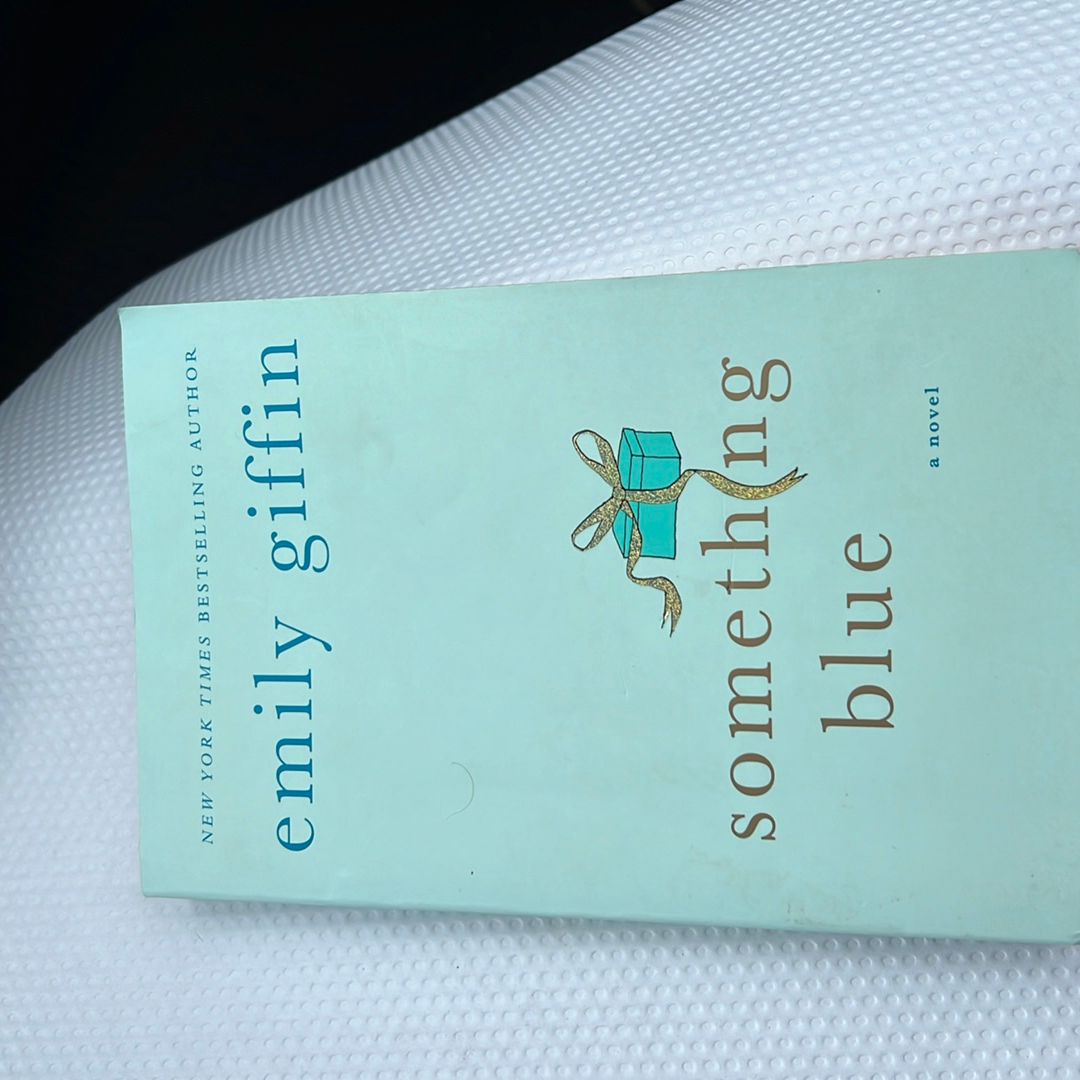 NEW YORK TIMES BESTSELLING AUTHOR
emily giffin
something
blue
a novel